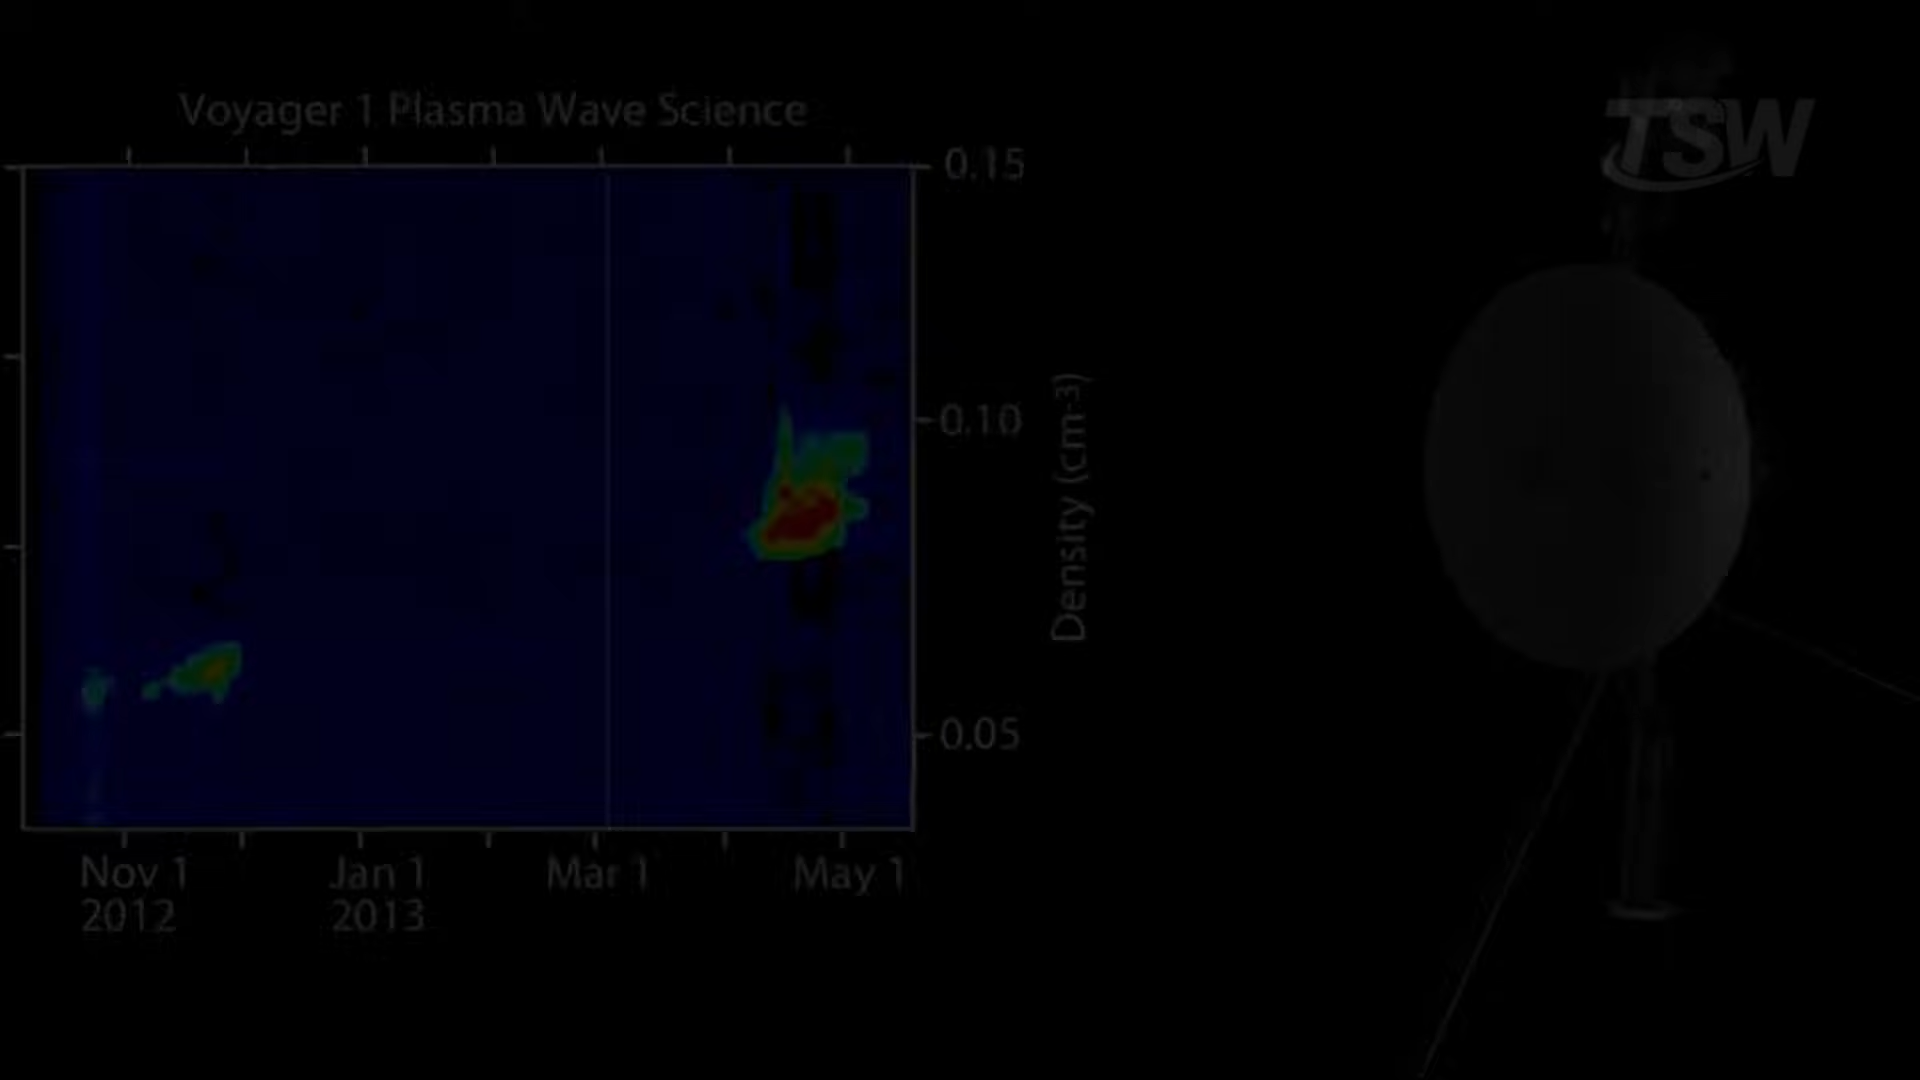 Voyager 1 Plasma Wave Science
TSW
0.15
0.10
0.05
Density (cm-3)
Nov 1
2012
Jan 1
2013
Mar 1
May 1